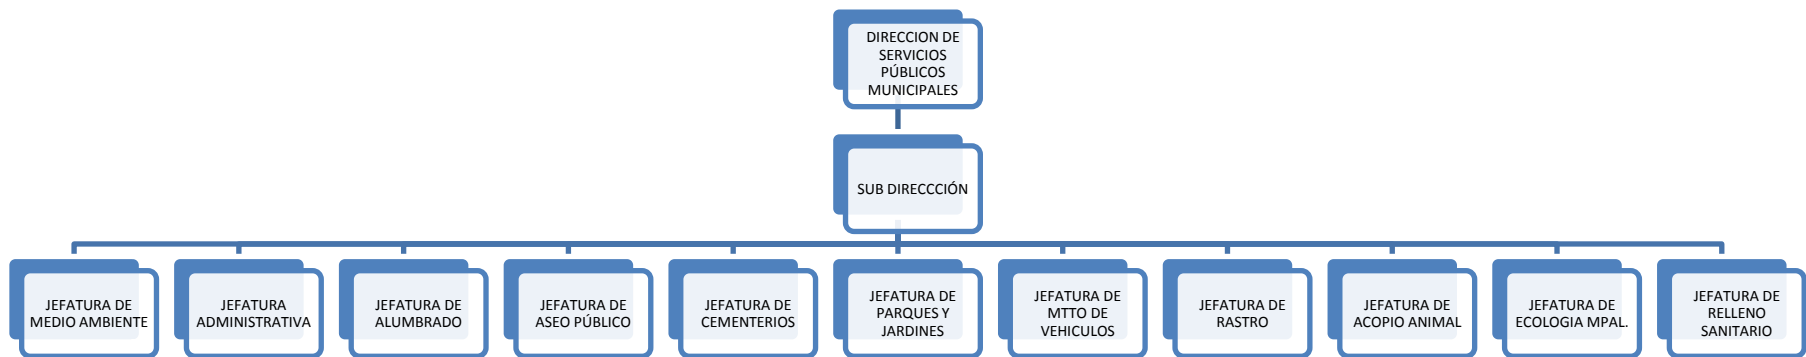 DIRECCION DE
SERVICIOS
PÚBLICOS
MUNICIPALES
SUB DIRECCCIÓN
JEFATURA DE
MEDIO AMBIENTE
JEFATURA
ADMINISTRATIVA
JEFATURA DE
ALUMBRADO
JEFATURA DE
ASEO PÚBLICO
JEFATURA DE
CEMENTERIOS
JEFATURA DE
PARQUES Y
JARDINES
JEFATURA DE
MTTO DE
VEHICULOS
JEFATURA DE
RASTRO
JEFATURA DE
ACOPIO ANIMAL
JEFATURA DE
ECOLOGIA MPAL.
JEFATURA DE
RELLENO
SANITARIO